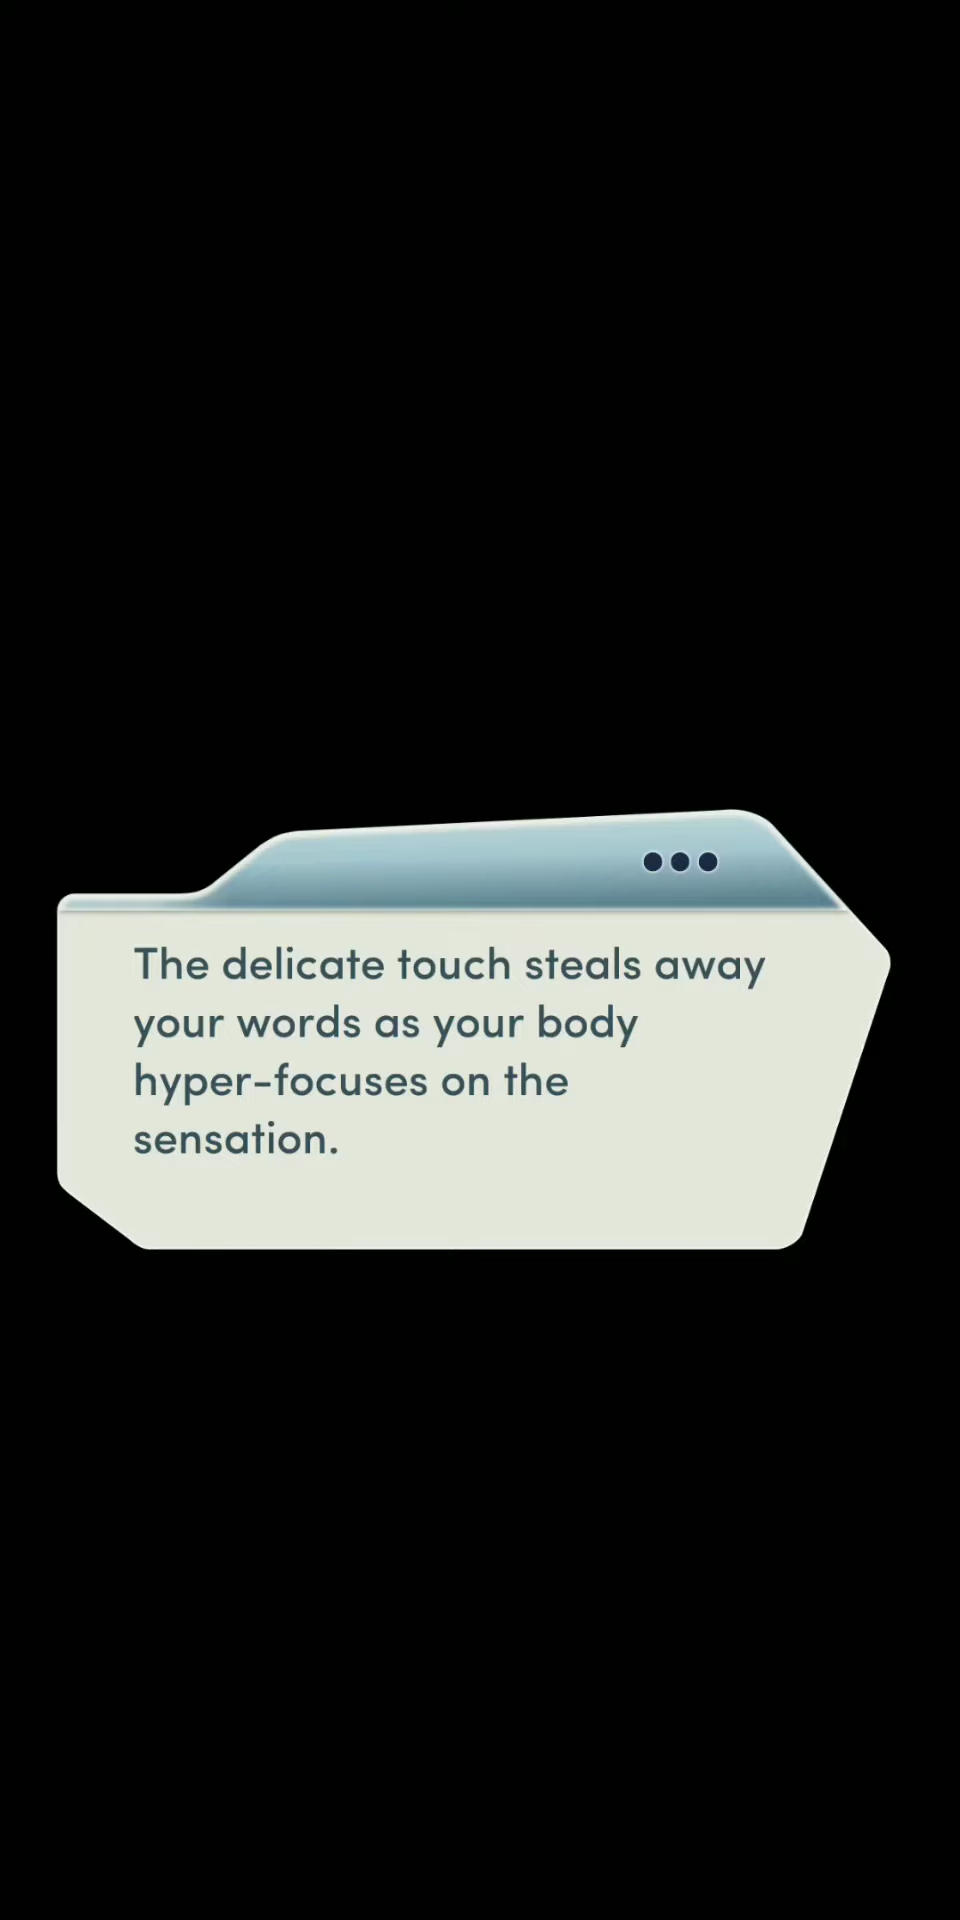 The delicate touch steals away
your words as your body
hyper-focuses on the
sensation.